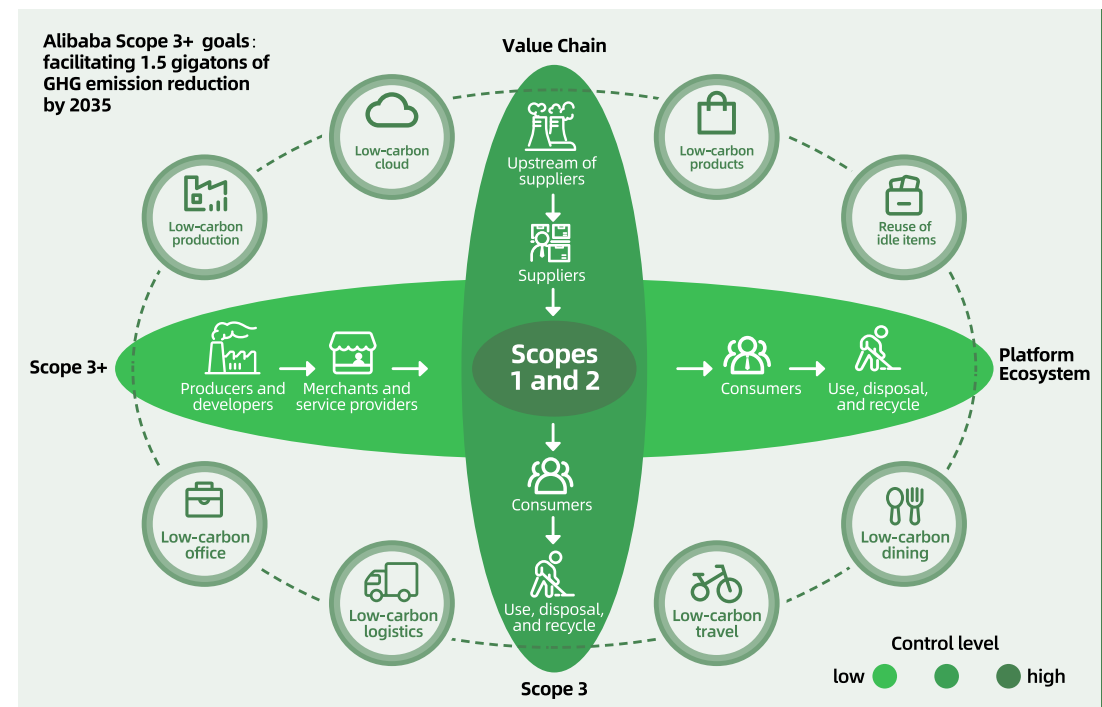 Alibaba Scope 3+ goals:
facilitating 1.5 gigatons of
GHG emission reduction
by 2035
Value Chain
Low-carbon
cloud
Low-carbon
products
Upstream of
suppliers
Low-carbon
production
Reuse of
idle items
Suppliers
Scope 3+
Producers and
developers
Merchants and
service providers
Scopes
1 and 2
Consumers
Use, disposal,
and recycle
Platform
Ecosystem
Consumers
Low-carbon
office
Low-carbon
dining
Use, disposal,
and recycle
Low-carbon
logistics
Low-carbon
travel
Scope 3
Control level
low
high